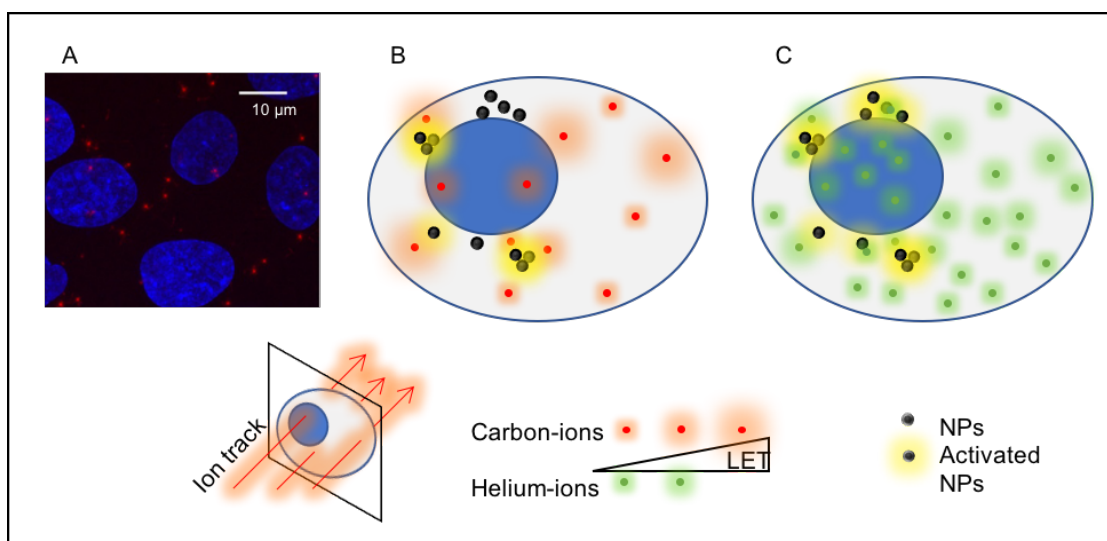 A
B
C
10 µm
Ion track
Carbon-ions
LET
Helium-ions
NPs
Activated
NPs